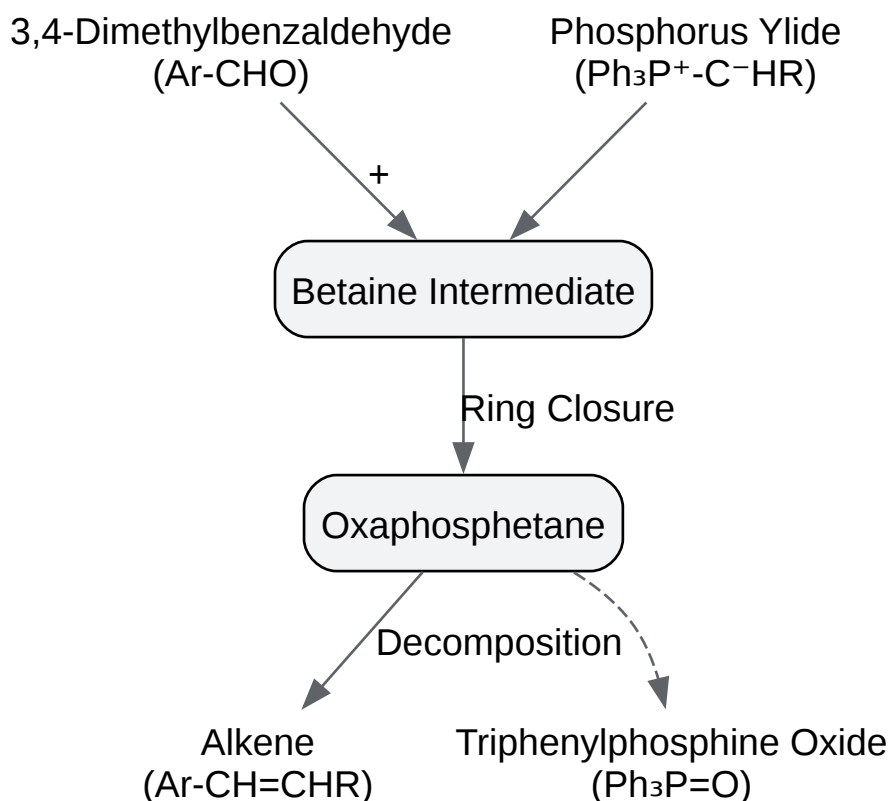 3,4-Dimethylbenzaldehyde
(Ar-CHO)
Phosphorus Ylide
(Ph₃P⁺-C⁻HR)
+
Betaine Intermediate
Ring Closure
Oxaphosphetane
Decomposition
Alkene
(Ar-CH=CHR)
Triphenylphosphine Oxide
(Ph₃P=O)